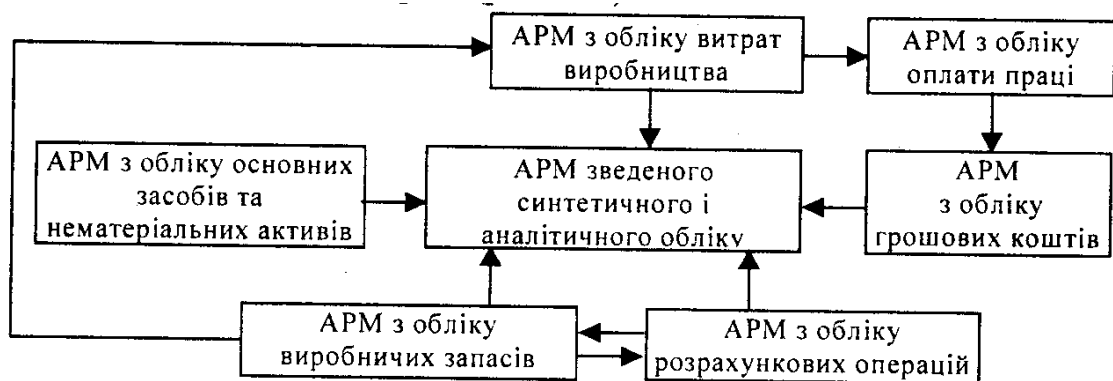 АРМ з обліку витрат
виробництва
АРМ з обліку
оплати праці
АРМ з обліку основних
засобів та
нематеріальних активів
АРМ зведеного
синтетичного і
аналітичного обліку
АРМ
з обліку
грошових коштів
АРМ з обліку
виробничих запасів
АРМ з обліку
розрахункових операцій